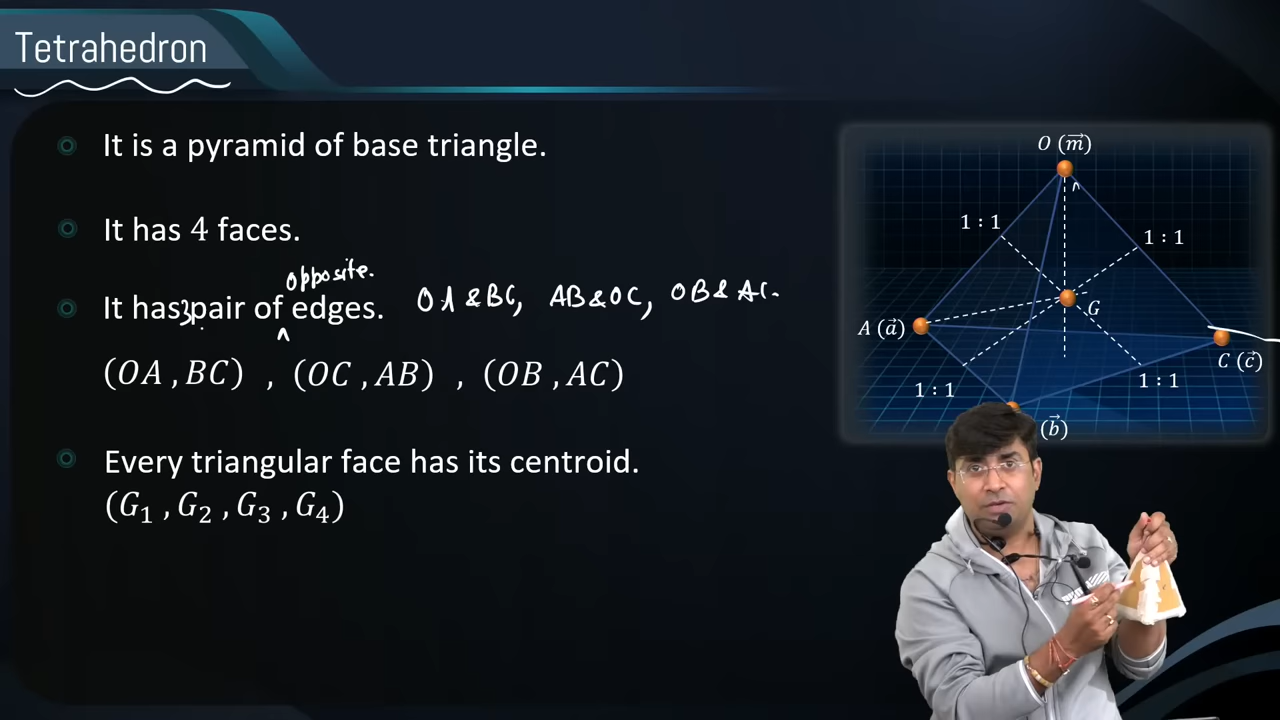 Tetrahedron
It is a pyramid of base triangle.
It has 4 faces.
opposite.
It has 3 pair of edges. OA & BC, AB & OC, OB & AC.
^
(OA , BC) , (OC , AB) , (OB , AC)
Every triangular face has its centroid.
(G₁ , G₂ , G₃ , G₄)
O (m⃗)
1 : 1
1 : 1
G
A (a⃗)
C (c⃗)
1 : 1
1 : 1
(b⃗)